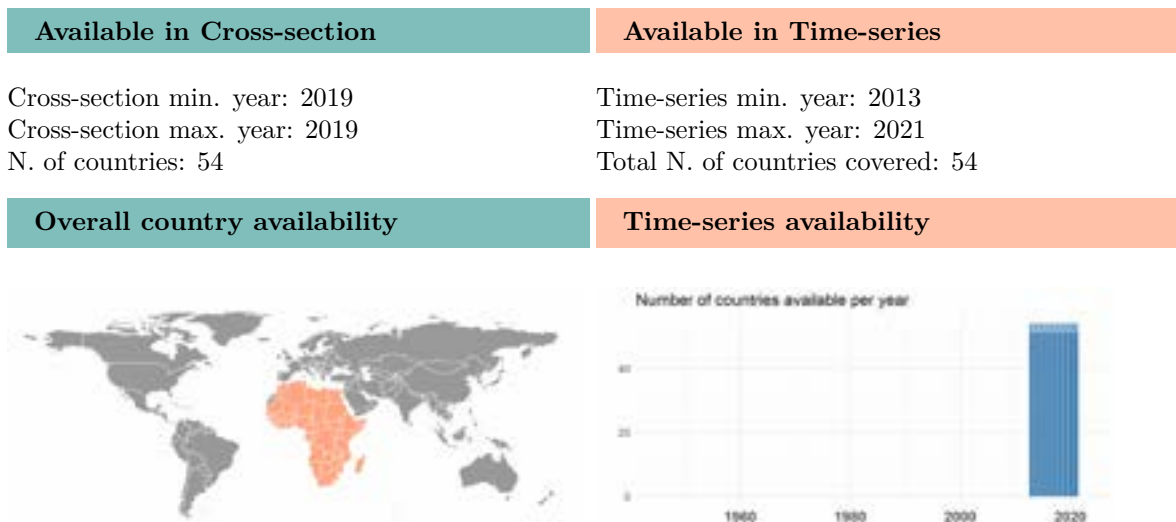 Available in Cross-section
Available in Time-series
Cross-section min. year: 2019
Cross-section max. year: 2019
N. of countries: 54
Time-series min. year: 2013
Time-series max. year: 2021
Total N. of countries covered: 54
Overall country availability
Time-series availability
Number of countries available per year
40
20
0
1960
1980
2000
2020